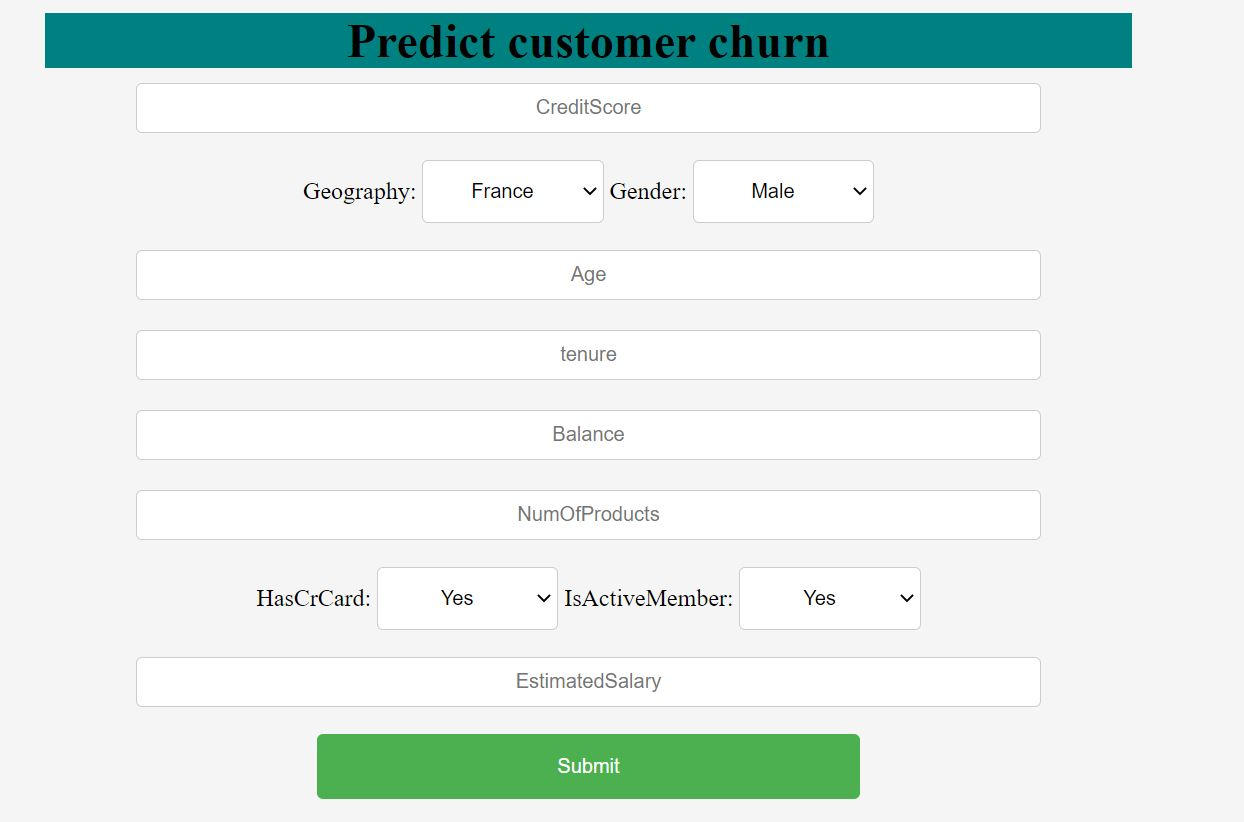 Predict customer churn
CreditScore
Geography: France Gender: Male
Age
tenure
Balance
NumOfProducts
HasCrCard: Yes IsActiveMember: Yes
EstimatedSalary
Submit